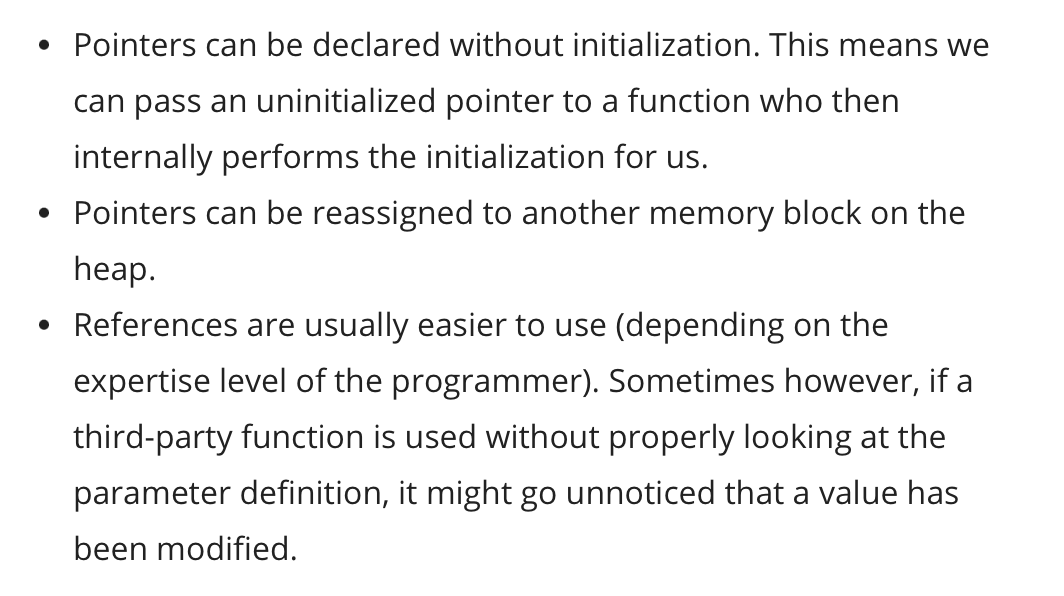 • Pointers can be declared without initialization. This means we
can pass an uninitialized pointer to a function who then
internally performs the initialization for us.
• Pointers can be reassigned to another memory block on the
heap.
• References are usually easier to use (depending on the
expertise level of the programmer). Sometimes however, if a
third-party function is used without properly looking at the
parameter definition, it might go unnoticed that a value has
been modified.